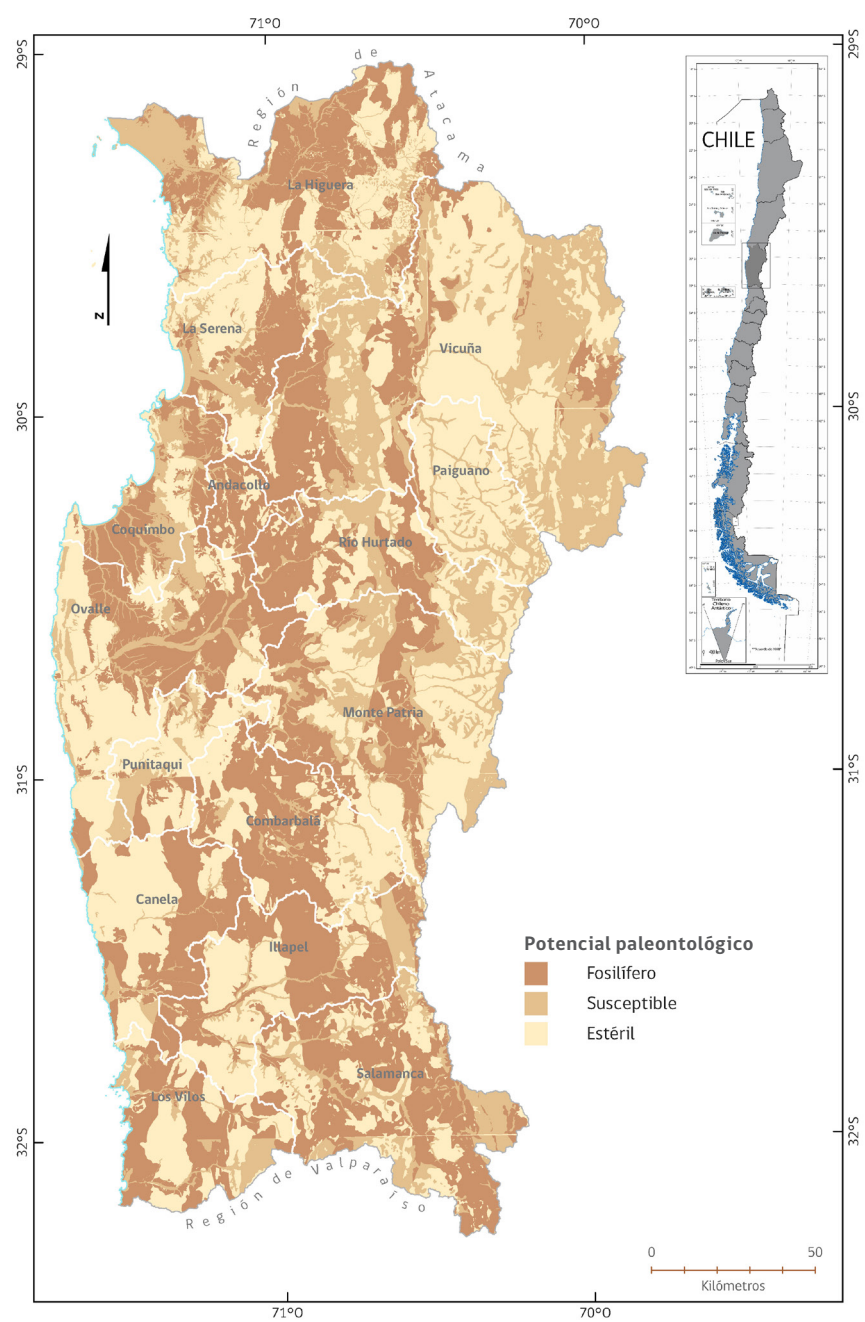 71°O
70°O
29°S
29°S
Región de Atacama
CHILE
La Higuera
N
La Serena
Vicuña
30°S
30°S
Paiguano
Andacollo
Coquimbo
Río Hurtado
Ovalle
Monte Patria
Punitaqui
31°S
31°S
Combarbalá
Canela
Illapel
Potencial paleontológico
Fosilífero
Susceptible
Estéril
Salamanca
Los Vilos
32°S
32°S
Región de Valparaíso
0
50
Kilómetros
71°O
70°O